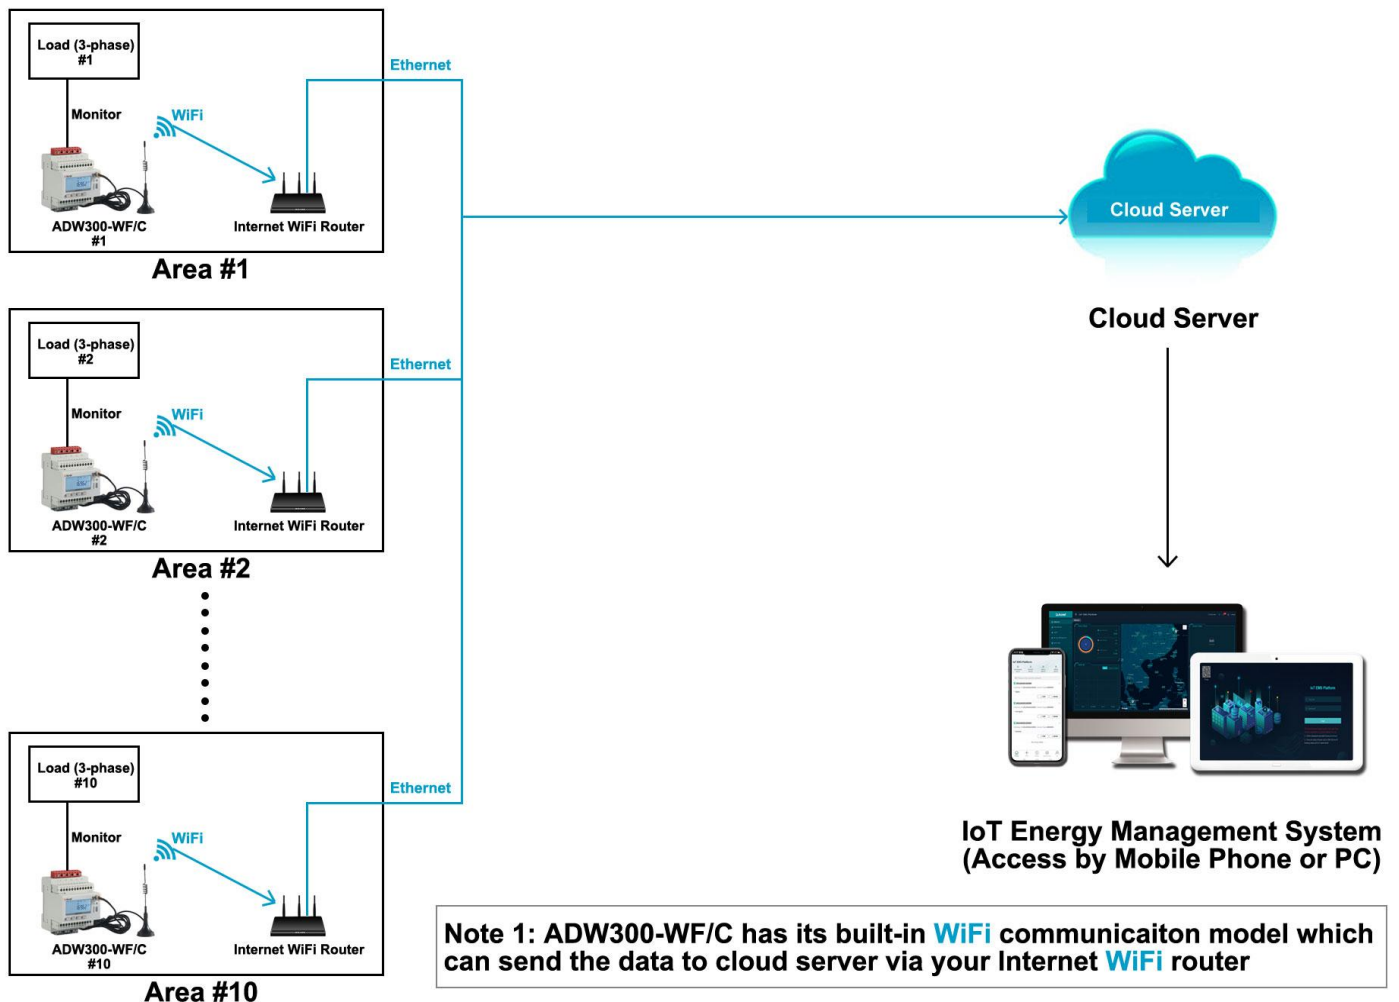 Load (3-phase)
#1
Monitor
WiFi
ADW300-WF/C
#1
Internet WiFi Router
Ethernet
Area #1
Load (3-phase)
#2
Monitor
WiFi
ADW300-WF/C
#2
Internet WiFi Router
Ethernet
Area #2
Load (3-phase)
#10
Monitor
WiFi
ADW300-WF/C
#10
Internet WiFi Router
Ethernet
Area #10
Cloud Server
Cloud Server
IoT Energy Management System
(Access by Mobile Phone or PC)
Note 1: ADW300-WF/C has its built-in WiFi communicaiton model which
can send the data to cloud server via your Internet WiFi router